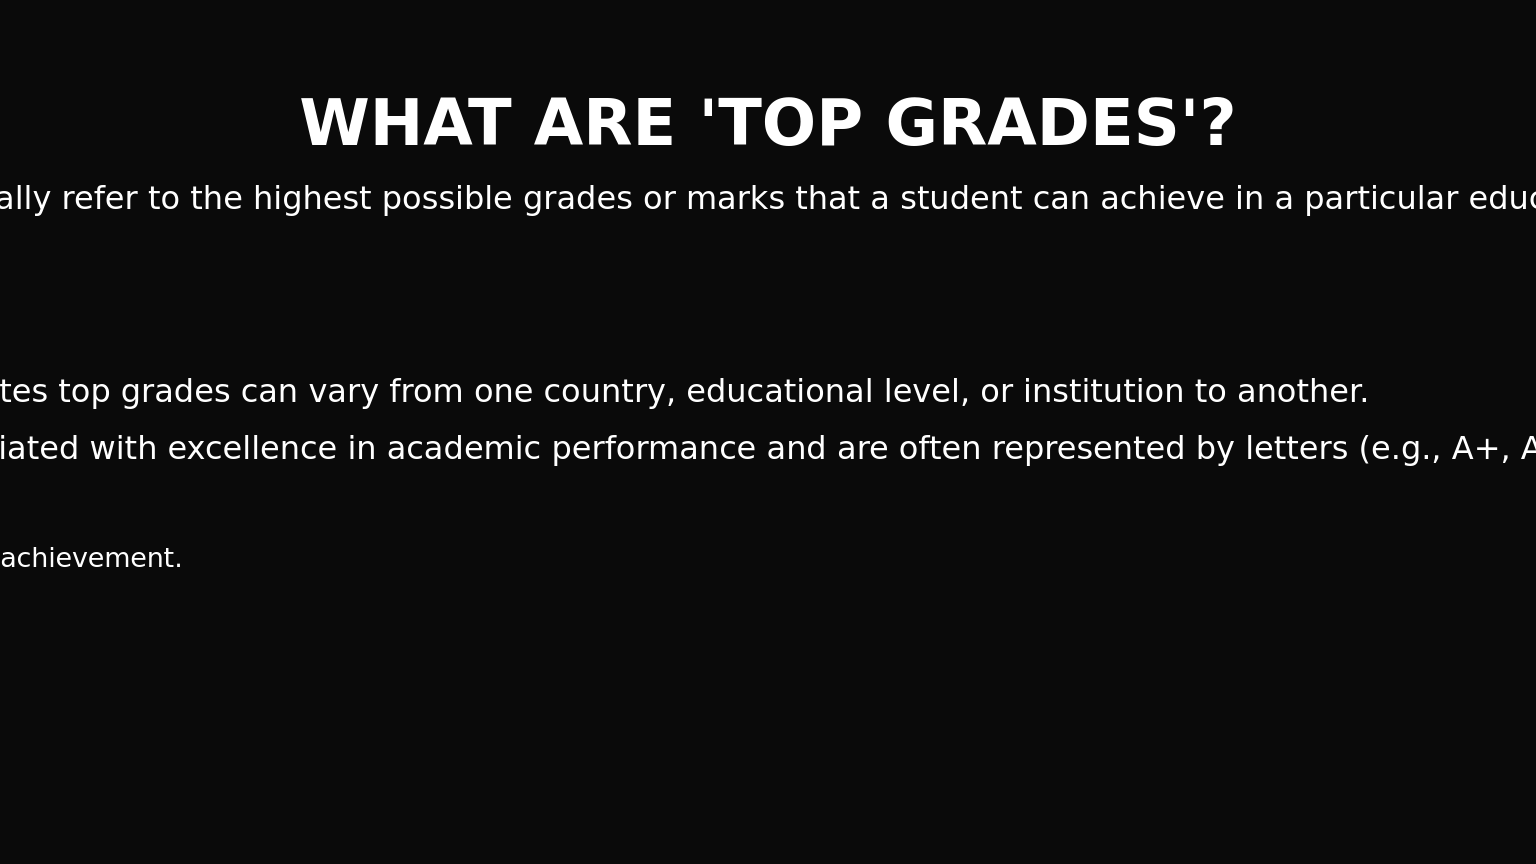 WHAT ARE 'TOP GRADES'?
ally refer to the highest possible grades or marks that a student can achieve in a particular educ
tes top grades can vary from one country, educational level, or institution to another.
iated with excellence in academic performance and are often represented by letters (e.g., A+, A
achievement.